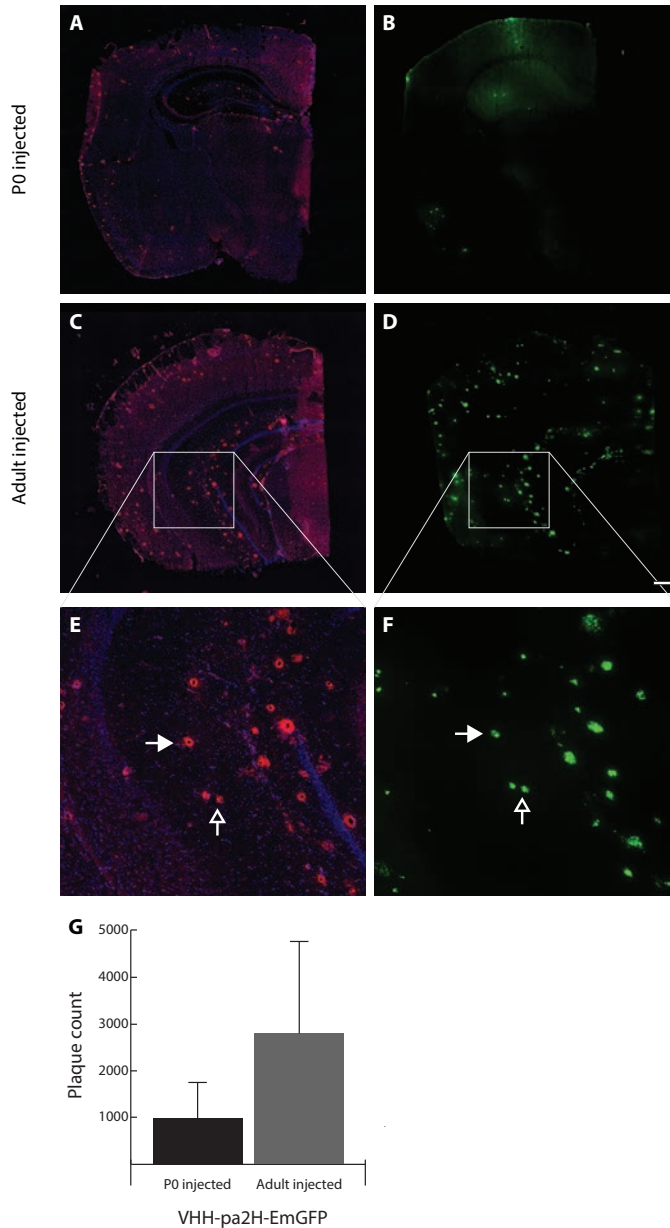 A
B
P0 injected
C
D
Adult injected
E
F
G
5000
4000
3000
2000
1000
Plaque count
P0 injected
Adult injected
VHH-pa2H-EmGFP